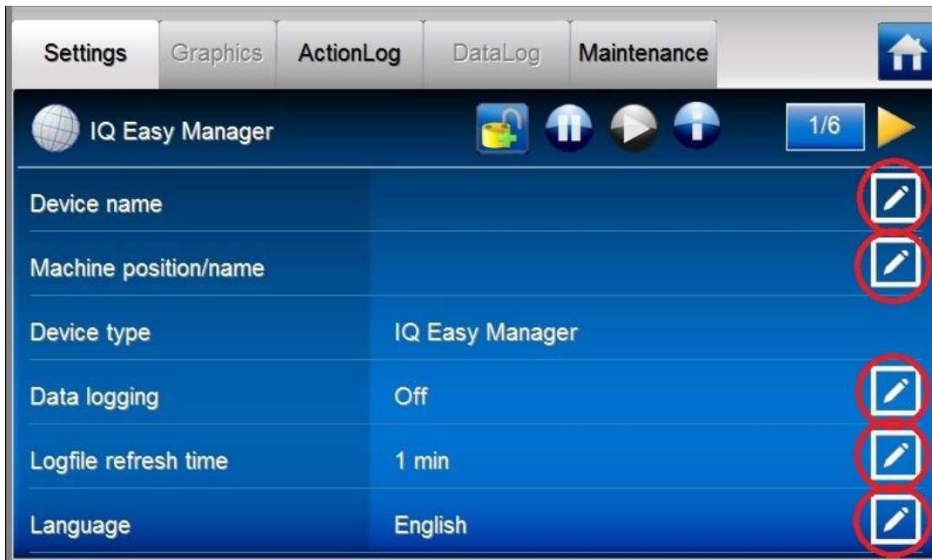 Settings Graphics ActionLog DataLog Maintenance
IQ Easy Manager 1/6
Device name
Machine position/name
Device type IQ Easy Manager
Data logging Off
Logfile refresh time 1 min
Language English